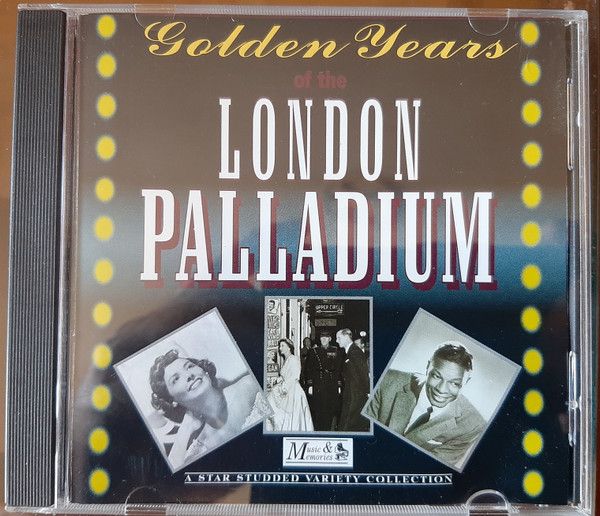 Golden Years
of the
LONDON
PALLADIUM
UPPER CIRCLE
Music &
Memories
A STAR STUDDED VARIETY COLLECTION